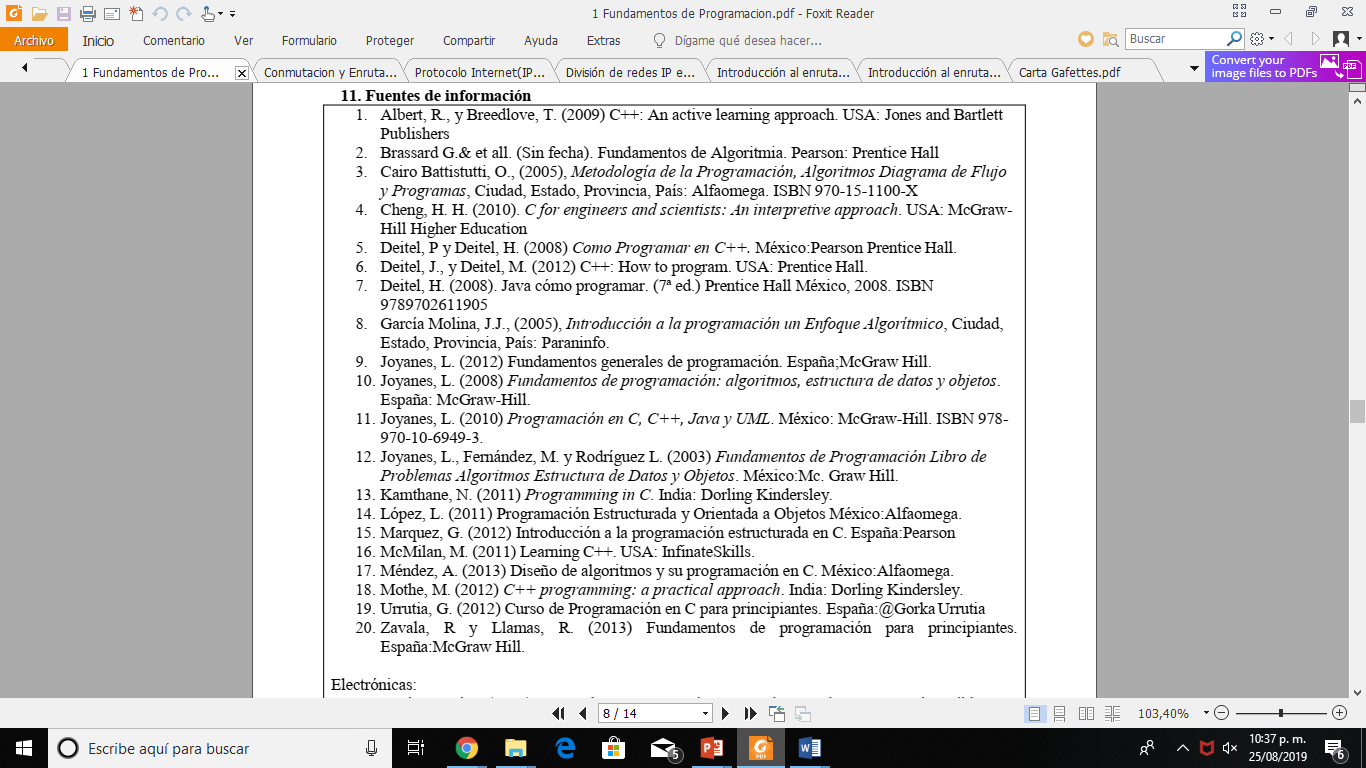 1 Fundamentos de Programacion.pdf - Foxit Reader
Archivo Inicio Comentario Ver Formulario Proteger Compartir Ayuda Extras Dígame qué desea hacer... Buscar
1 Fundamentos de Pro... Conmutacion y Enruta... Protocolo Internet(IP... División de redes IP e... Introducción al enruta... Introducción al enruta... Carta Gafettes.pdf
Convert your
image files to PDFs
11. Fuentes de información
1. Albert, R., y Breedlove, T. (2009) C++: An active learning approach. USA: Jones and Bartlett
Publishers
2. Brassard G.& et all. (Sin fecha). Fundamentos de Algoritmia. Pearson: Prentice Hall
3. Cairo Battistutti, O., (2005), Metodología de la Programación, Algoritmos Diagrama de Flujo
y Programas, Ciudad, Estado, Provincia, País: Alfaomega. ISBN 970-15-1100-X
4. Cheng, H. H. (2010). C for engineers and scientists: An interpretive approach. USA: McGraw-
Hill Higher Education
5. Deitel, P y Deitel, H. (2008) Como Programar en C++. México:Pearson Prentice Hall.
6. Deitel, J., y Deitel, M. (2012) C++: How to program. USA: Prentice Hall.
7. Deitel, H. (2008). Java cómo programar. (7ª ed.) Prentice Hall México, 2008. ISBN
9789702611905
8. García Molina, J.J., (2005), Introducción a la programación un Enfoque Algorítmico, Ciudad,
Estado, Provincia, País: Paraninfo.
9. Joyanes, L. (2012) Fundamentos generales de programación. España;McGraw Hill.
10. Joyanes, L. (2008) Fundamentos de programación: algoritmos, estructura de datos y objetos.
España: McGraw-Hill.
11. Joyanes, L. (2010) Programación en C, C++, Java y UML. México: McGraw-Hill. ISBN 978-
970-10-6949-3.
12. Joyanes, L., Fernández, M. y Rodríguez L. (2003) Fundamentos de Programación Libro de
Problemas Algoritmos Estructura de Datos y Objetos. México:Mc. Graw Hill.
13. Kamthane, N. (2011) Programming in C. India: Dorling Kindersley.
14. López, L. (2011) Programación Estructurada y Orientada a Objetos México:Alfaomega.
15. Marquez, G. (2012) Introducción a la programación estructurada en C. España:Pearson
16. McMilan, M. (2011) Learning C++. USA: InfinateSkills.
17. Méndez, A. (2013) Diseño de algoritmos y su programación en C. México:Alfaomega.
18. Mothe, M. (2012) C++ programming: a practical approach. India: Dorling Kindersley.
19. Urrutia, G. (2012) Curso de Programación en C para principiantes. España:@Gorka Urrutia
20. Zavala, R y Llamas, R. (2013) Fundamentos de programación para principiantes.
España:McGraw Hill.
Electrónicas:
8 / 14 103,40%
Escribe aquí para buscar 5 10:37 p. m.
25/08/2019 6